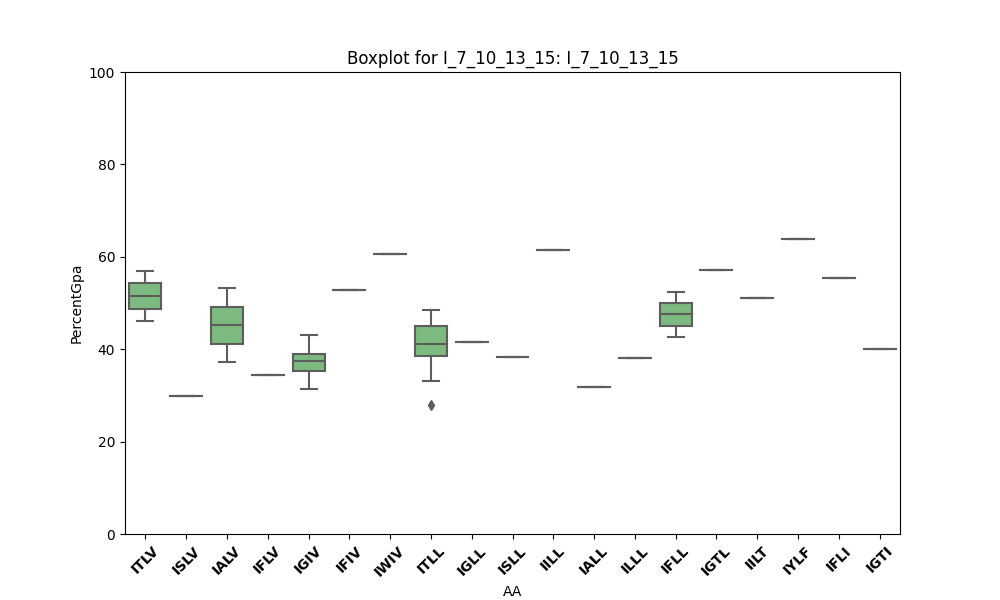 Boxplot for I_7_10_13_15: I_7_10_13_15
100
80
60
40
20
0
PercentGpa
ITLV ISLV IALV IFLV IGIV IFIV IWIV ITLL IGLL ISLL IILL IALL ILLL IFLL IGTL IILT IYLF IFLI IGTI
AA